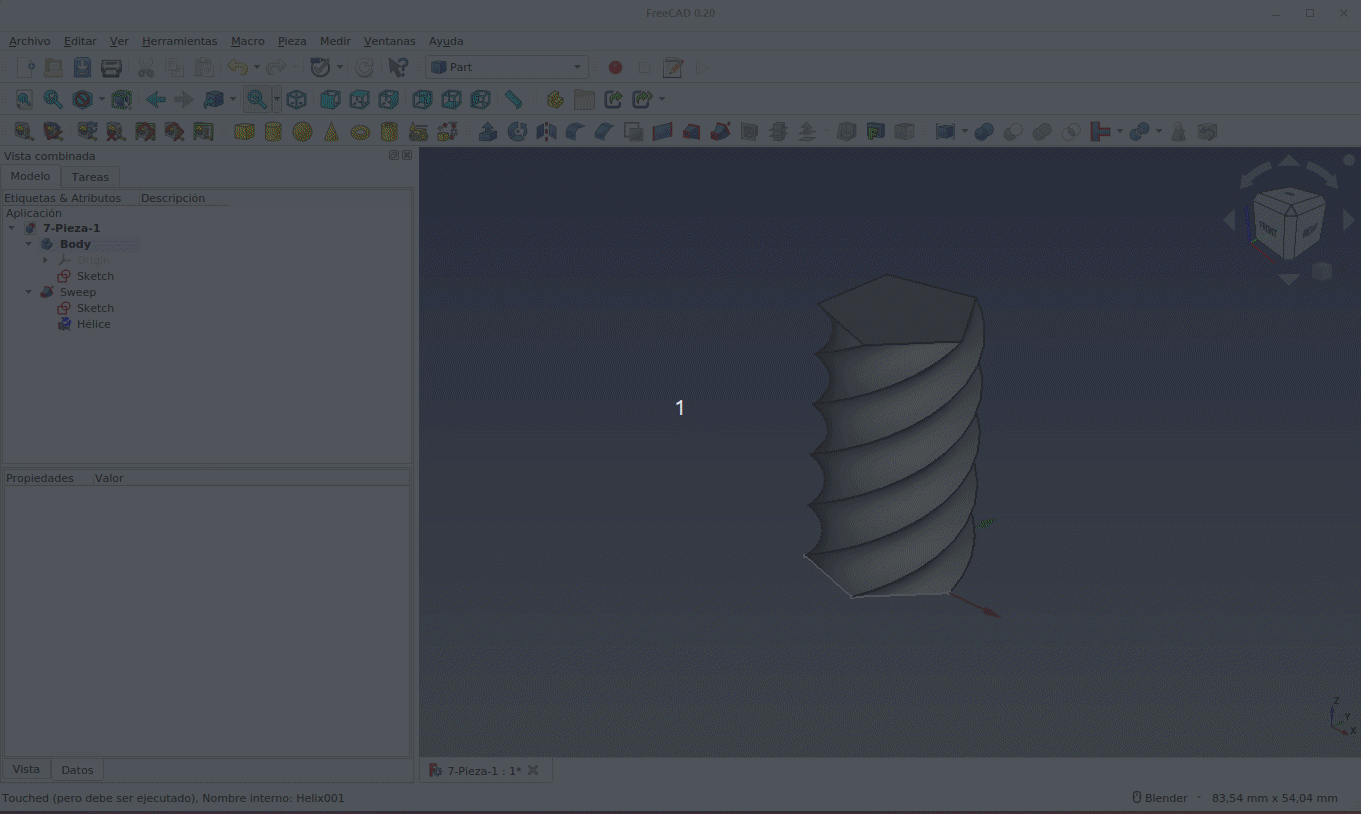 FreeCAD 0.20
Archivo Editar Ver Herramientas Macro Pieza Medir Ventanas Ayuda
Part
Vista combinada
Modelo Tareas
Etiquetas & Atributos Descripción
Aplicación
7-Pieza-1
Body
Origin
Sketch
Sweep
Sketch
Hélice
1
FRONT
RIGHT
Propiedades Valor
Z
Y
X
Vista Datos
7-Pieza-1 : 1*
Touched (pero debe ser ejecutado), Nombre interno: Helix001
Blender
83,54 mm x 54,04 mm